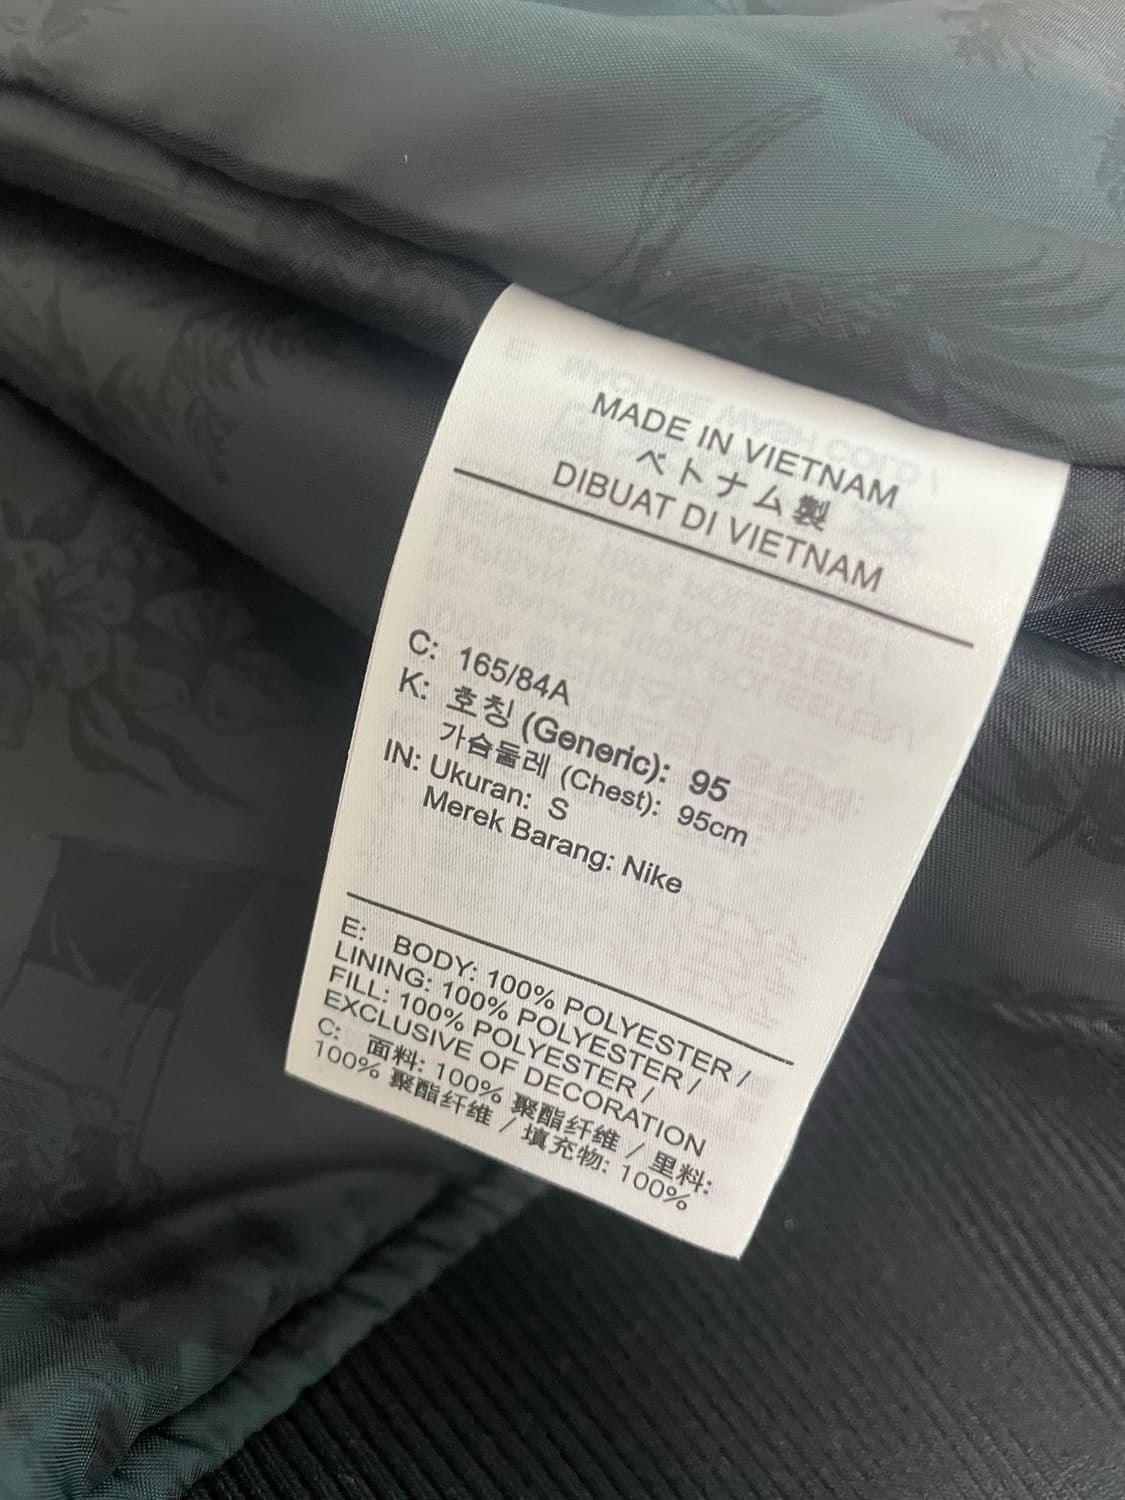 MADE IN VIETNAM
ベトナム製
DIBUAT DI VIETNAM
C: 165/84A
K: 호칭 (Generic): 95
가슴둘레 (Chest): 95cm
IN: Ukuran: S
Merek Barang: Nike
E: BODY: 100% POLYESTER /
LINING: 100% POLYESTER /
FILL: 100% POLYESTER /
EXCLUSIVE OF DECORATION
C: 面料: 100% 聚酯纤维 / 里料:
100% 聚酯纤维 / 填充物: 100%